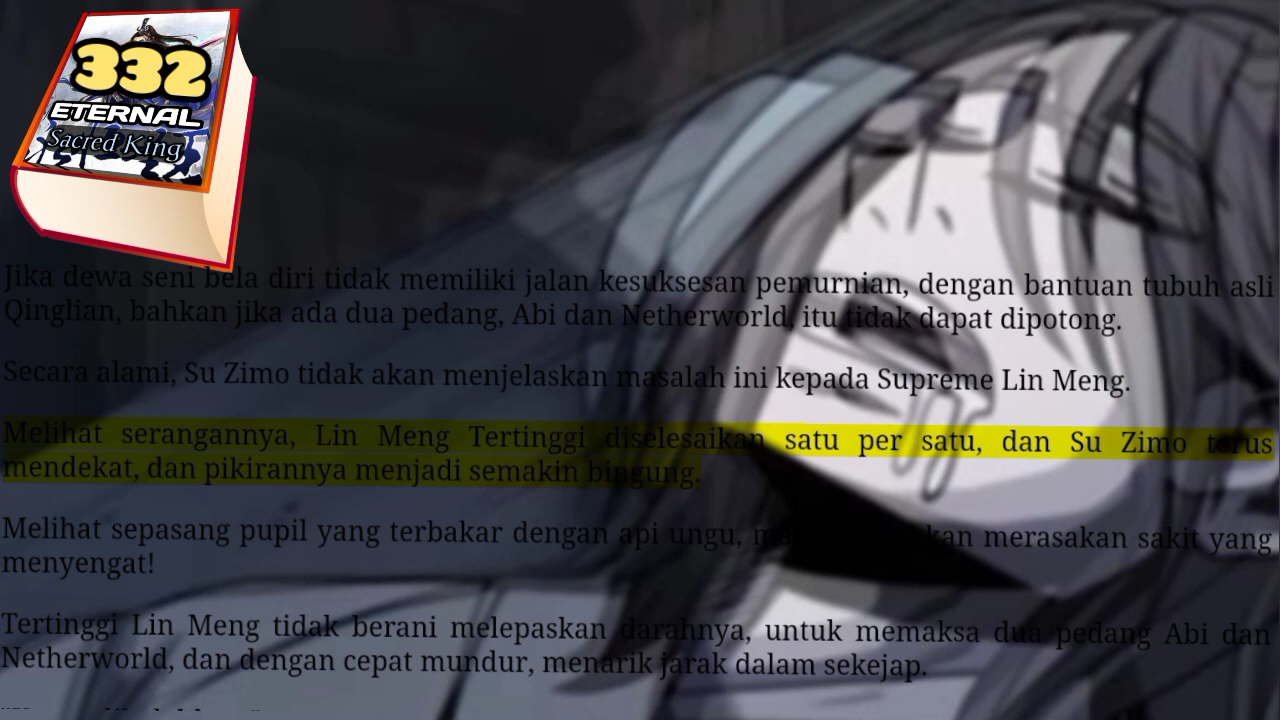 332
ETERNAL
Sacred King
Jika dewa seni bela diri tidak memiliki jalan kesuksesan pemurnian, dengan bantuan tubuh asli
Qinglian, bahkan jika ada dua pedang, Abi dan Netherworld, itu tidak dapat dipotong.
Secara alami, Su Zimo tidak akan menjelaskan masalah ini kepada Supreme Lin Meng.
Melihat serangannya, Lin Meng Tertinggi diselesaikan satu per satu, dan Su Zimo terus
mendekat, dan pikirannya menjadi semakin bingung.
Melihat sepasang pupil yang terbakar dengan api ungu, merasakan sakit yang
menyengat!
Tertinggi Lin Meng tidak berani melepaskan darahnya, untuk memaksa dua pedang Abi dan
Netherworld, dan dengan cepat mundur, menarik jarak dalam sekejap.